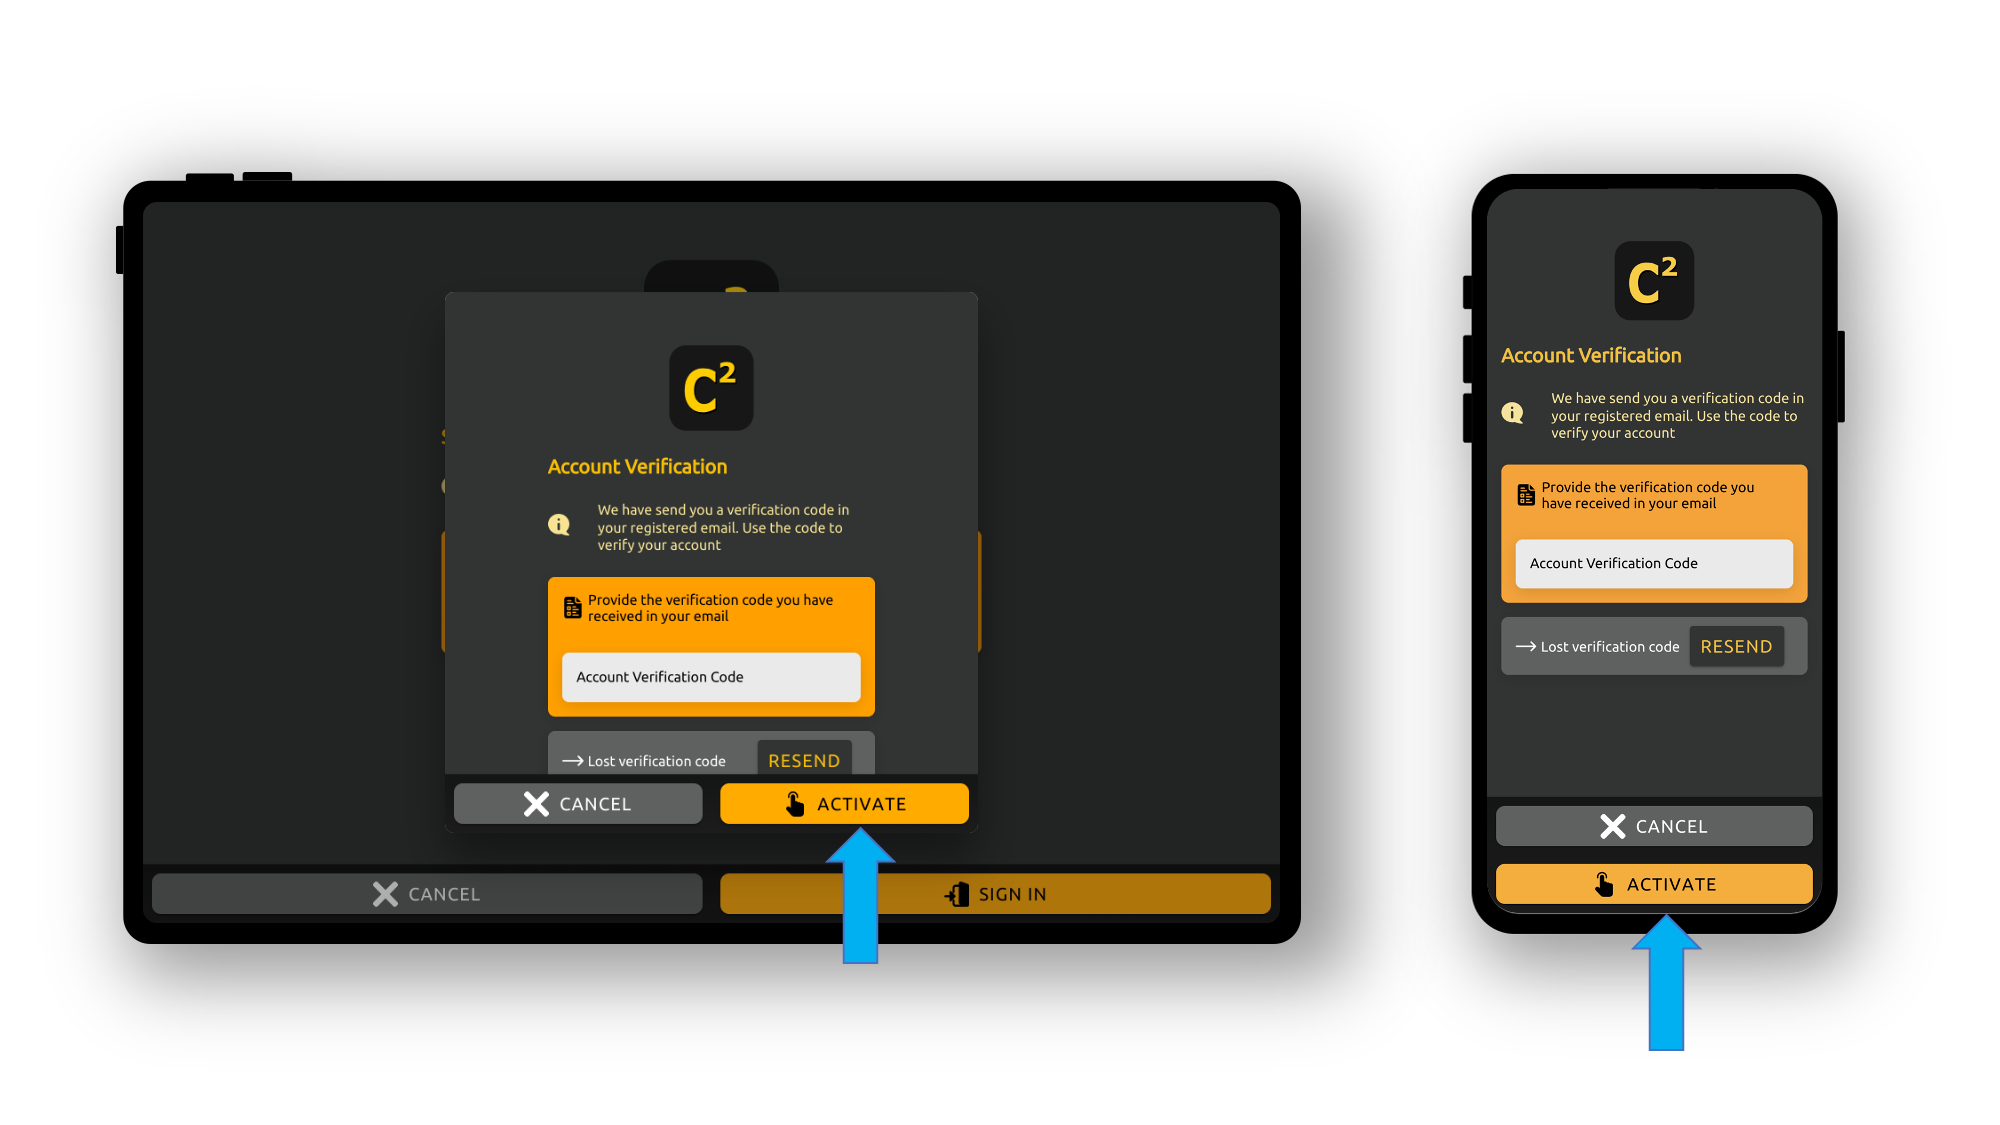 C²
Account Verification
We have send you a verification code in
your registered email. Use the code to
verify your account
Provide the verification code you have
received in your email
Account Verification Code
Lost verification code RESEND
CANCEL ACTIVATE
CANCEL SIGN IN
C²
Account Verification
We have send you a verification code in
your registered email. Use the code to
verify your account
Provide the verification code you
have received in your email
Account Verification Code
Lost verification code RESEND
CANCEL
ACTIVATE